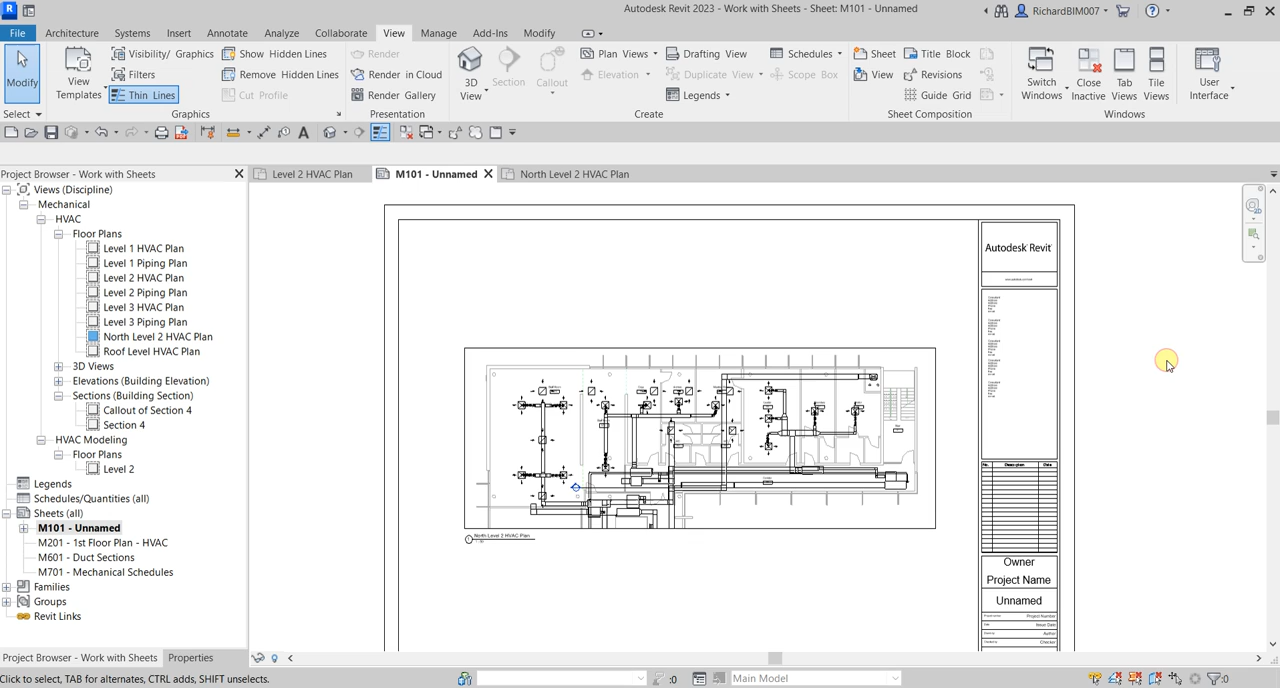 Autodesk Revit 2023 - Work with Sheets - Sheet: M101 - Unnamed
RichardBIM007
File Architecture Systems Insert Annotate Analyze Collaborate View Manage Add-Ins Modify
Modify
View Templates
Visibility/ Graphics
Filters
Thin Lines
Show Hidden Lines
Remove Hidden Lines
Cut Profile
Render
Render in Cloud
Render Gallery
3D View
Section
Callout
Plan Views
Elevation
Drafting View
Duplicate View
Legends
Schedules
Scope Box
Sheet
View
Title Block
Revisions
Guide Grid
Switch Windows
Close Inactive
Tab Views
Tile Views
User Interface
Select
Graphics
Presentation
Create
Sheet Composition
Windows
Project Browser - Work with Sheets
Level 2 HVAC Plan
M101 - Unnamed
North Level 2 HVAC Plan
Views (Discipline)
Mechanical
HVAC
Floor Plans
Level 1 HVAC Plan
Level 1 Piping Plan
Level 2 HVAC Plan
Level 2 Piping Plan
Level 3 HVAC Plan
Level 3 Piping Plan
North Level 2 HVAC Plan
Roof Level HVAC Plan
3D Views
Elevations (Building Elevation)
Sections (Building Section)
Callout of Section 4
Section 4
HVAC Modeling
Floor Plans
Level 2
Legends
Schedules/Quantities (all)
Sheets (all)
M101 - Unnamed
M201 - 1st Floor Plan - HVAC
M601 - Duct Sections
M701 - Mechanical Schedules
Families
Groups
Revit Links
Autodesk Revit
No. Description Date
Owner
Project Name
Unnamed
Project Number
Issue Date
Author
Checker
North Level 2 HVAC Plan
Project Browser - Work with Sheets Properties
Click to select, TAB for alternates, CTRL adds, SHIFT unselects.
:0
Main Model
:0